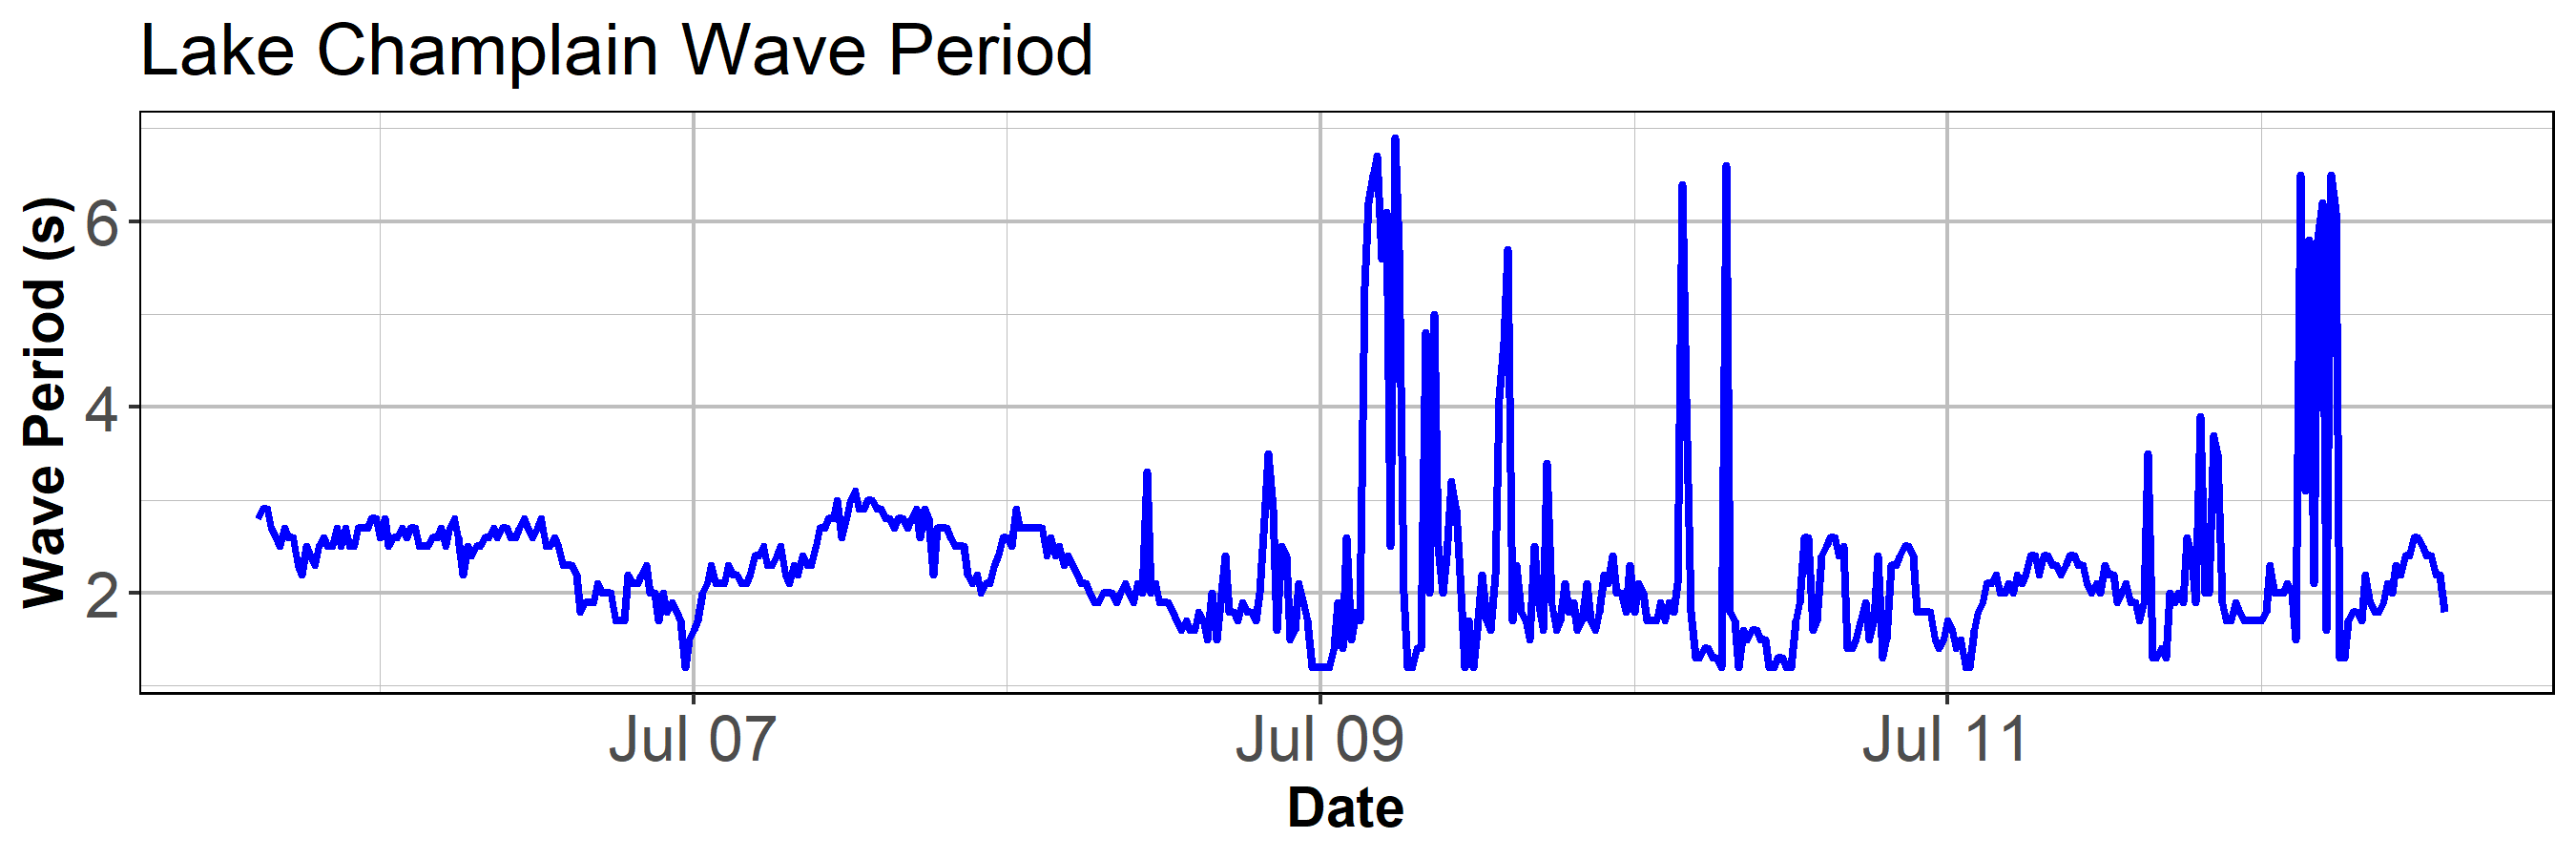 Lake Champlain Wave Period
Wave Period (s)
6
4
2
Jul 07 Jul 09 Jul 11
Date